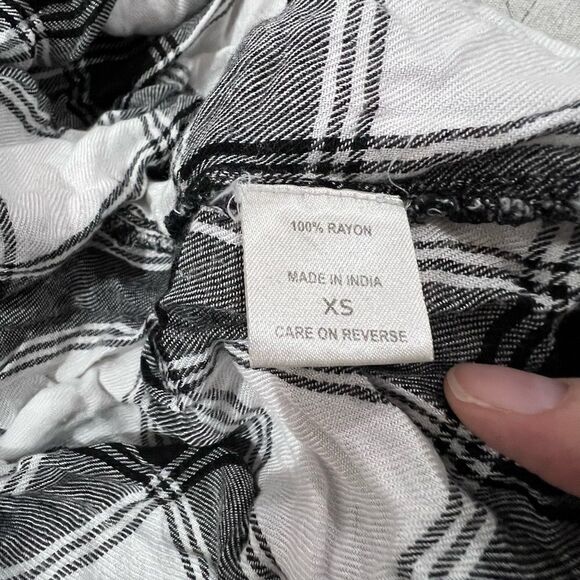 100% RAYON
MADE IN INDIA
XS
CARE ON REVERSE